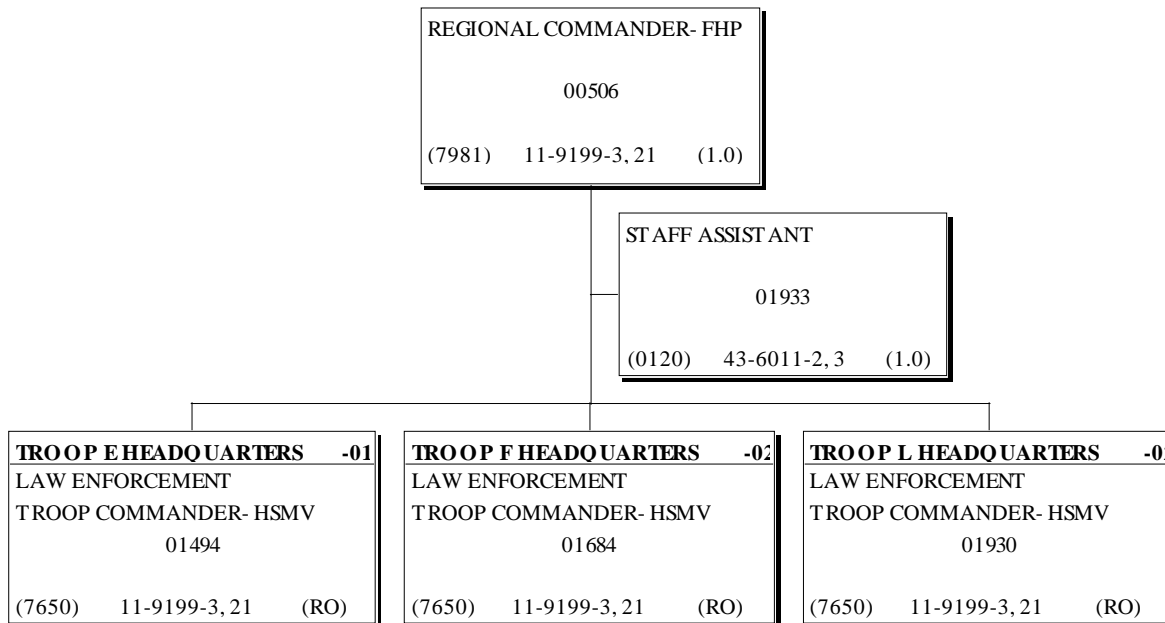 REGIONAL COMMANDER- FHP
00506
(7981) 11-9199-3, 21 (1.0)
STAFF ASSISTANT
01933
(0120) 43-6011-2, 3 (1.0)
TROOP E HEADQUARTERS -01
LAW ENFORCEMENT
TROOP COMMANDER- HSMV
01494
(7650) 11-9199-3, 21 (RO)
TROOP F HEADQUARTERS -02
LAW ENFORCEMENT
TROOP COMMANDER- HSMV
01684
(7650) 11-9199-3, 21 (RO)
TROOP L HEADQUARTERS
LAW ENFORCEMENT
TROOP COMMANDER- HSMV
01930
(7650) 11-9199-3, 21 (RO)